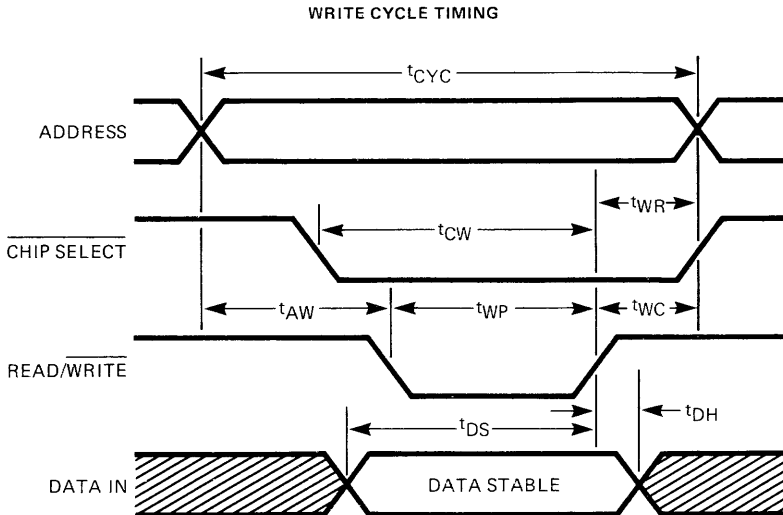 WRITE CYCLE TIMING
tCYC
ADDRESS
tWR
CHIP SELECT
tCW
tAW
tWP
tWC
READ/WRITE
tDS
tDH
DATA IN
DATA STABLE